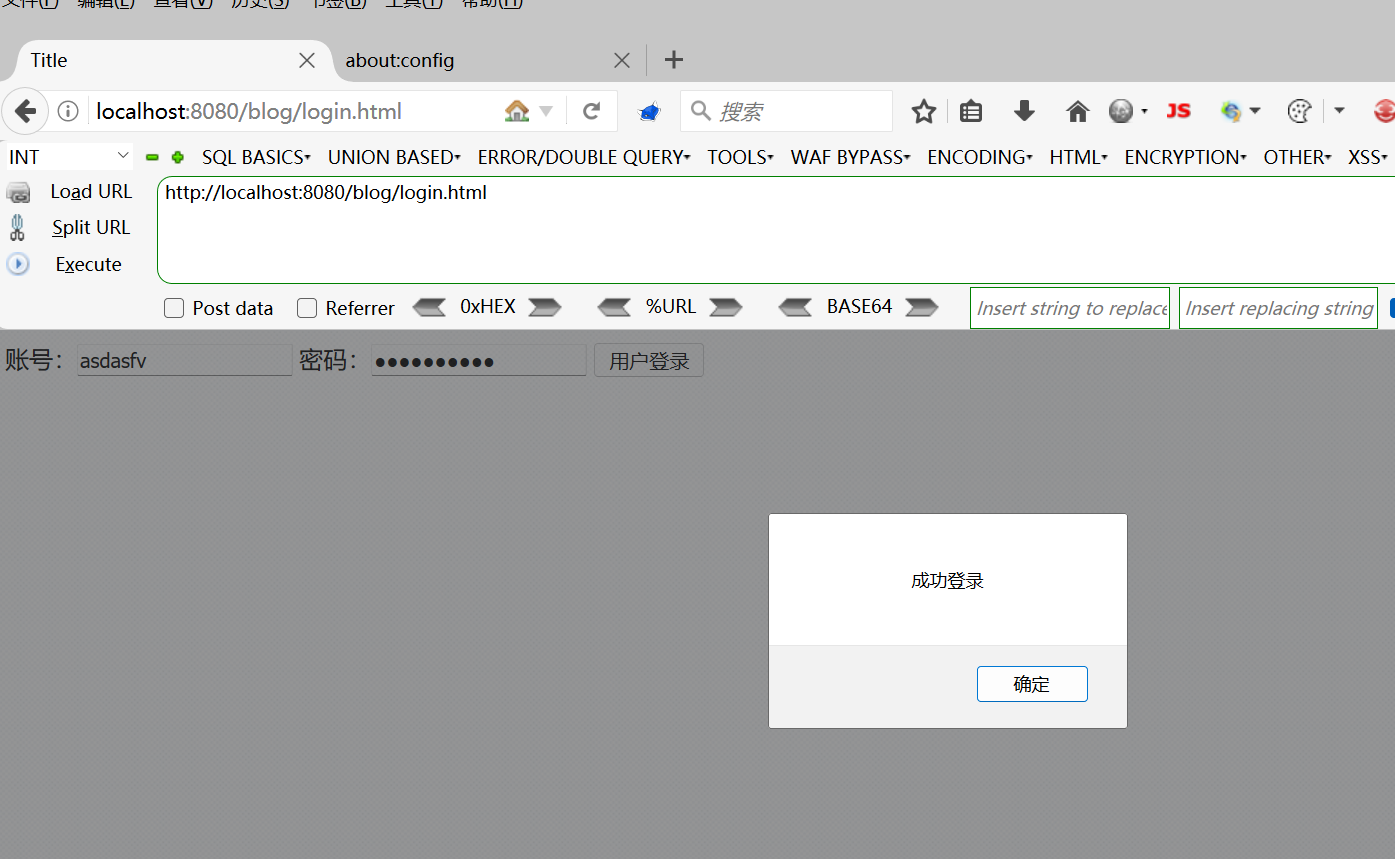 文件(F) 编辑(E) 查看(V) 历史(S) 书签(B) 工具(T) 帮助(H)
Title about:config
localhost:8080/blog/login.html 搜索 JS
INT SQL BASICS UNION BASED ERROR/DOUBLE QUERY TOOLS WAF BYPASS ENCODING HTML ENCRYPTION OTHER XSS
Load URL http://localhost:8080/blog/login.html
Split URL
Execute
Post data Referrer 0xHEX %URL BASE64 Insert string to replace Insert replacing string
账号： asdasfv 密码： ●●●●●●●●●● 用户登录
成功登录
确定